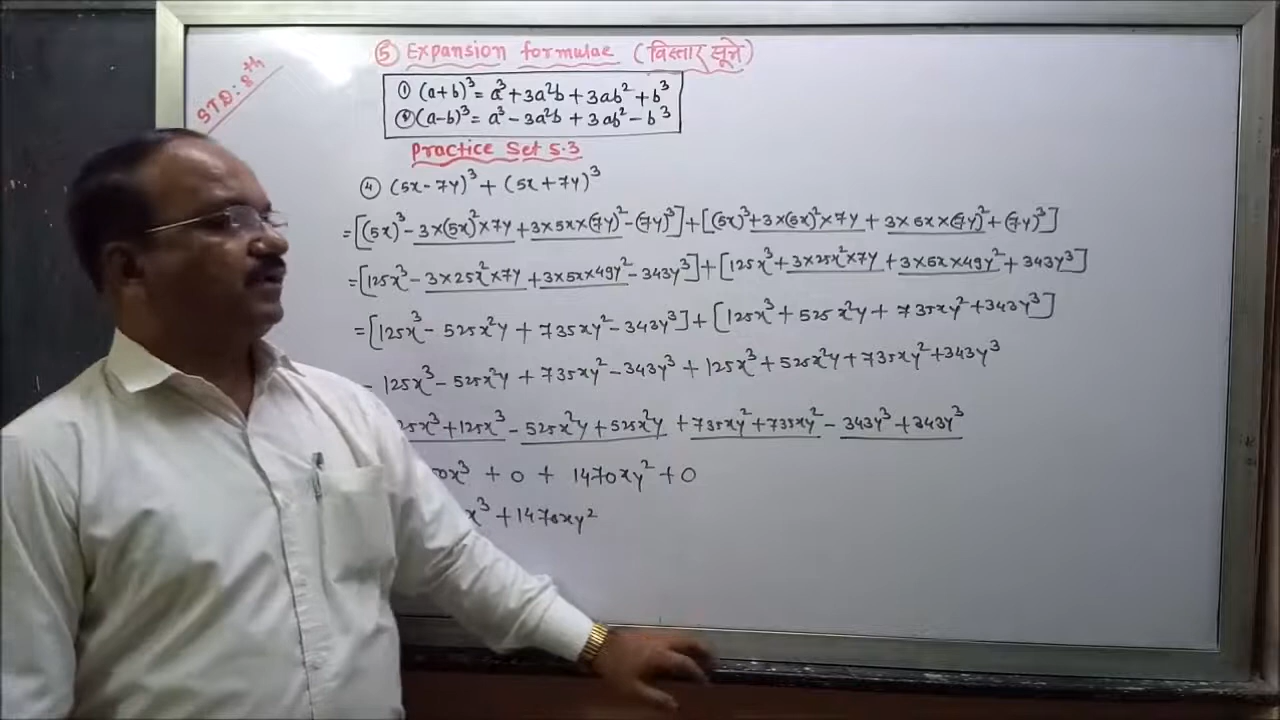 STD: 8th
⑤ Expansion formulae (विस्तार सूत्रे)
① (a+b)³ = a³ + 3a²b + 3ab² + b³
② (a-b)³ = a³ - 3a²b + 3ab² - b³
Practice Set 5.3
④ (5x - 7y)³ + (5x + 7y)³
= [(5x)³ - 3×(5x)²×7y + 3×5x×(7y)² - (7y)³] + [(5x)³ + 3×(5x)²×7y + 3×5x×(7y)² + (7y)³]
= [125x³ - 3×25x²×7y + 3×5x×49y² - 343y³] + [125x³ + 3×25x²×7y + 3×5x×49y² + 343y³]
= [125x³ - 525x²y + 735xy² - 343y³] + [125x³ + 525x²y + 735xy² + 343y³]
= 125x³ - 525x²y + 735xy² - 343y³ + 125x³ + 525x²y + 735xy² + 343y³
25x³ + 125x³ - 525x²y + 525x²y + 735xy² + 735xy² - 343y³ + 343y³
0x³ + 0 + 1470xy² + 0
x³ + 1470xy²